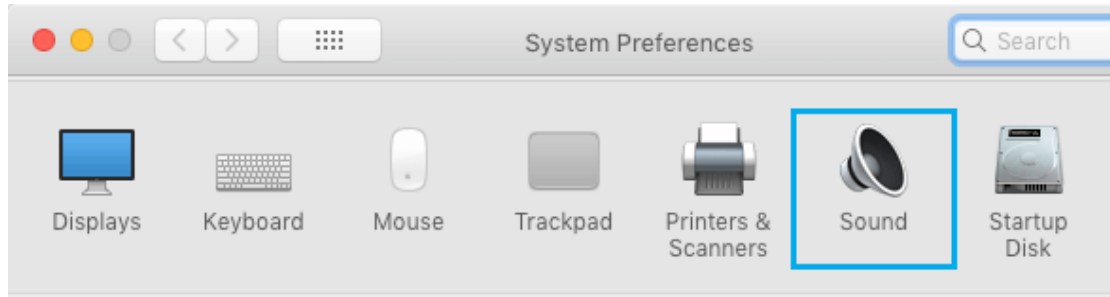 System Preferences
Search
Displays
Keyboard
Mouse
Trackpad
Printers &
Scanners
Sound
Startup
Disk